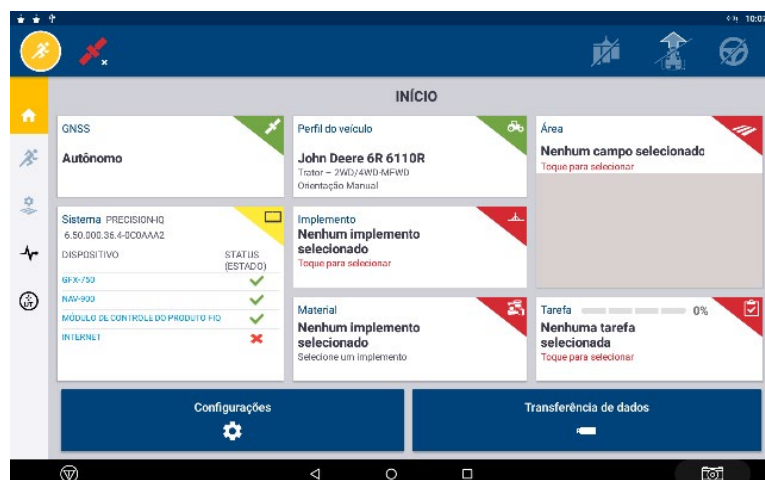 10:07
INÍCIO
GNSS
Autônomo
Perfil do veículo
John Deere 6R 6110R
Trator – 2WD/4WD-MFWD
Orientação Manual
Área
Nenhum campo selecionado
Toque para selecionar
Sistema PRECISION-IQ
6.50.000.36.4-0C0AAA2
DISPOSITIVO
STATUS
(ESTADO)
GFX-750
NAV-900
MÓDULO DE CONTROLE DO PRODUTO FIO
INTERNET
Implemento
Nenhum implemento
selecionado
Toque para selecionar
Material
Nenhum implemento
selecionado
Selecione um implemento
Tarefa
0%
Nenhuma tarefa
selecionada
Toque para selecionar
Configurações
Transferência de dados